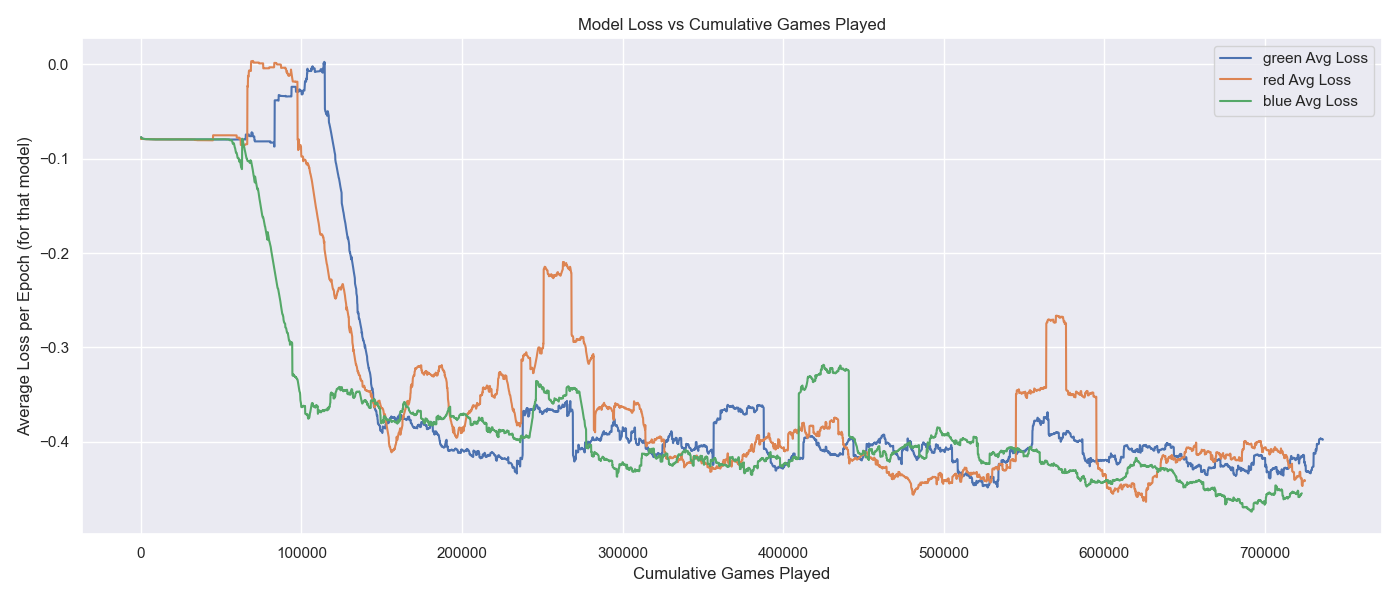 Model Loss vs Cumulative Games Played
green Avg Loss
red Avg Loss
blue Avg Loss
Average Loss per Epoch (for that model)
0.0
−0.1
−0.2
−0.3
−0.4
0 100000 200000 300000 400000 500000 600000 700000
Cumulative Games Played